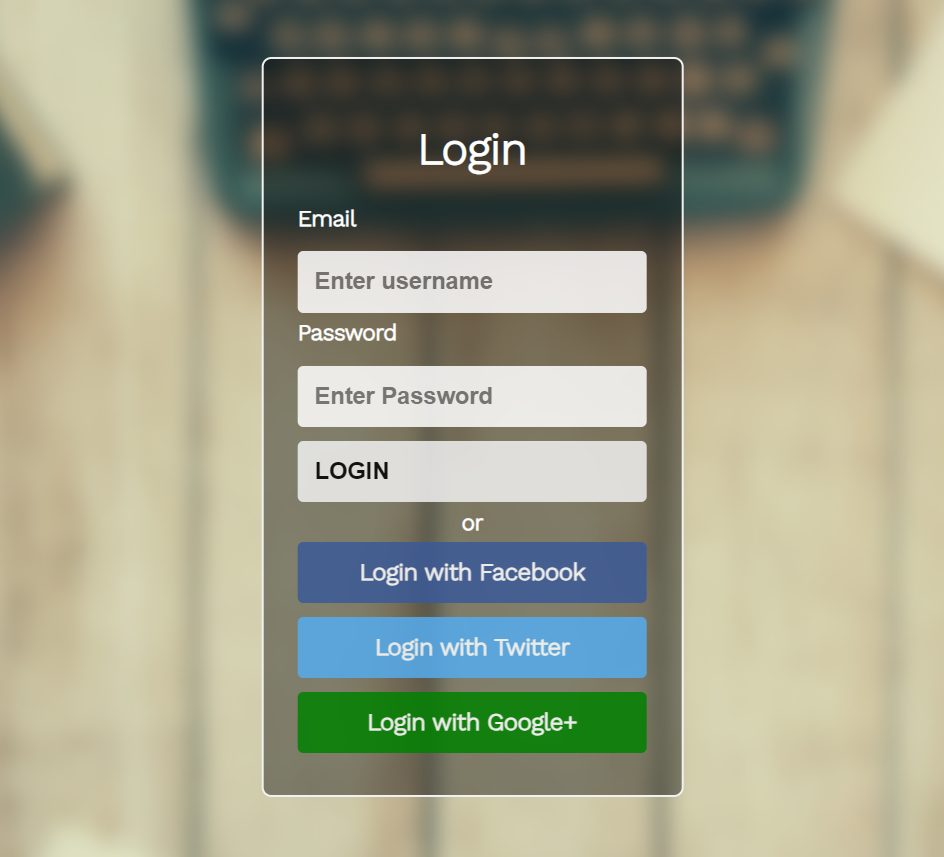 Login
Email
Enter username
Password
Enter Password
LOGIN
or
Login with Facebook
Login with Twitter
Login with Google+